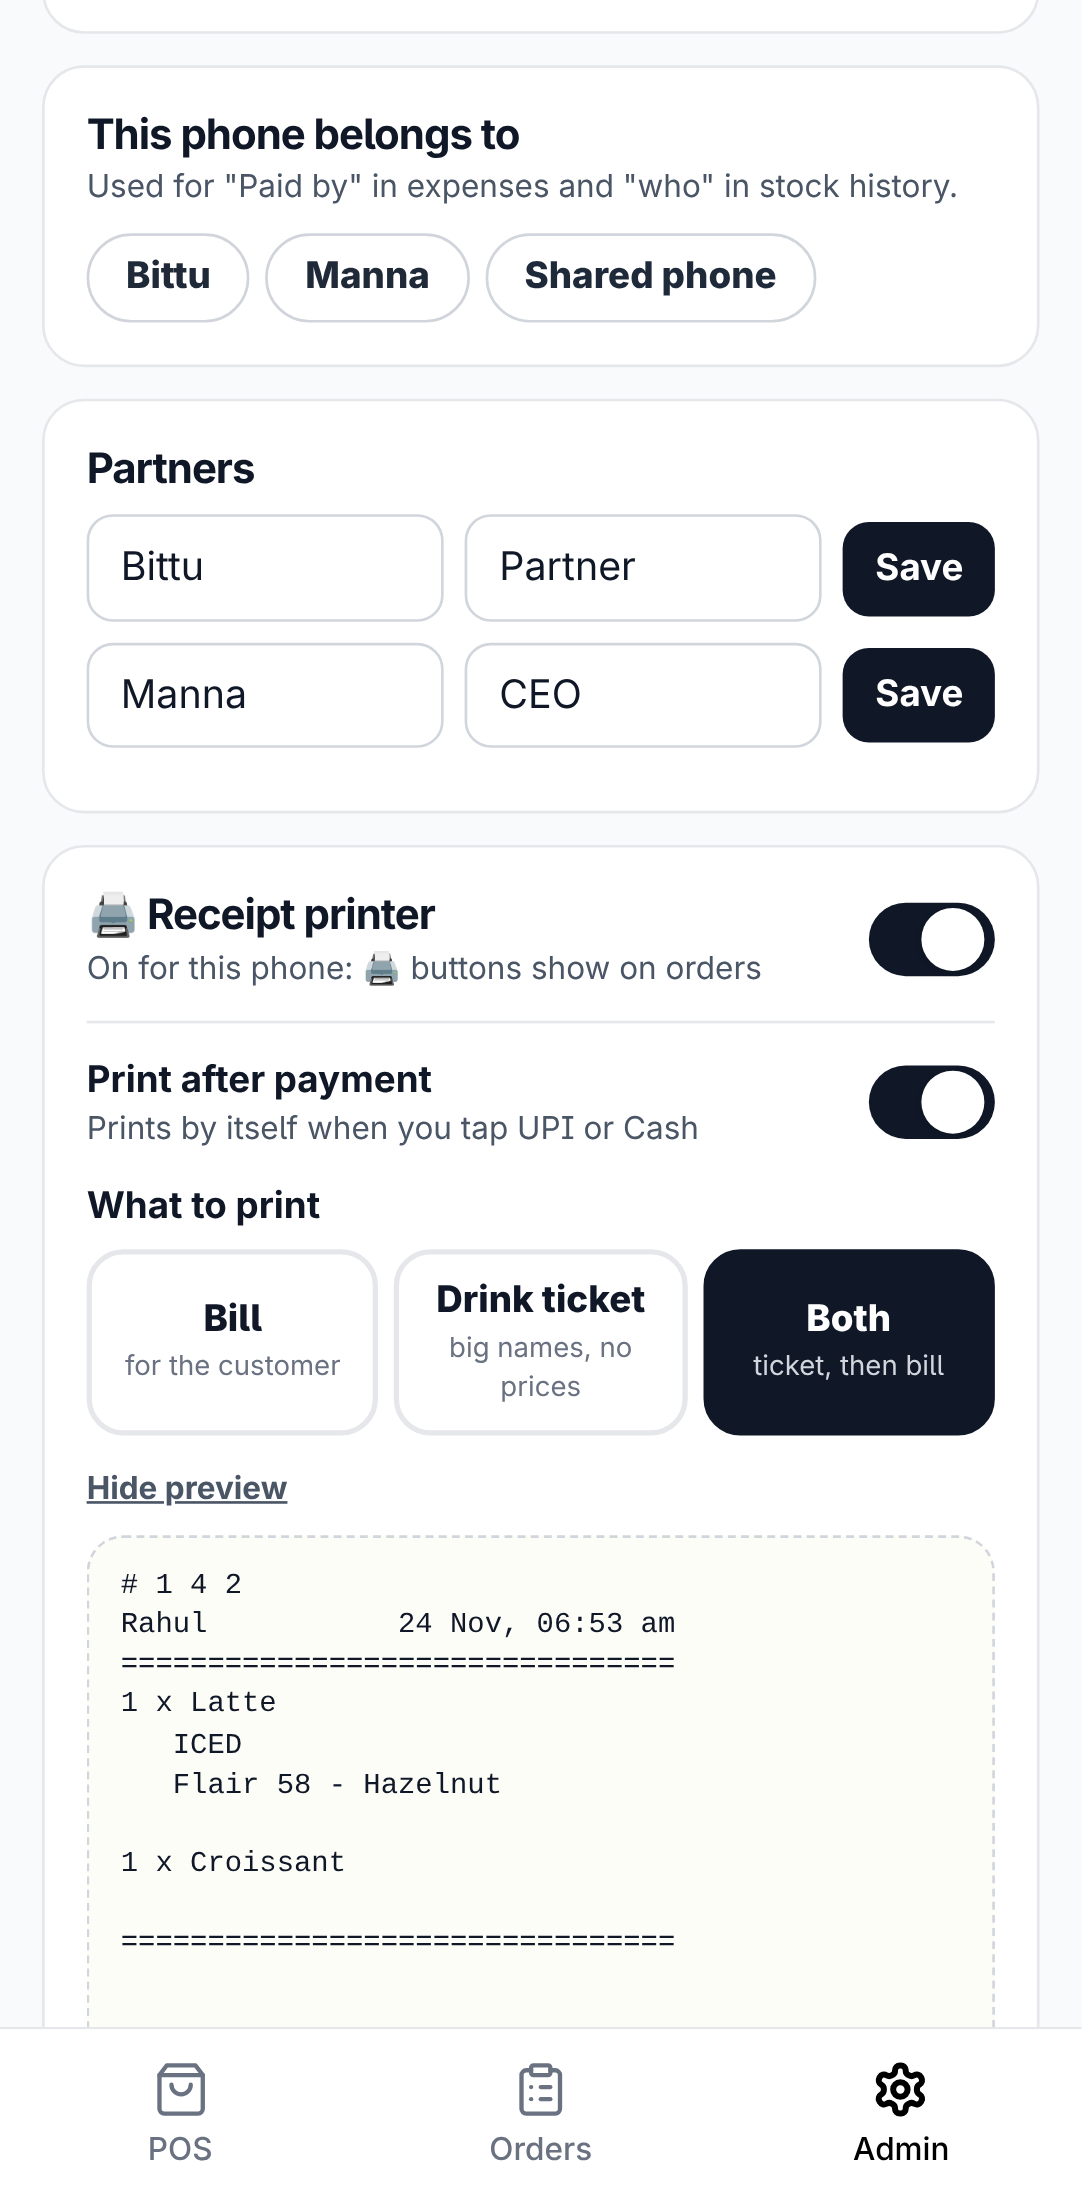 This phone belongs to
Used for "Paid by" in expenses and "who" in stock history.
Bittu Manna Shared phone
Partners
Bittu Partner Save
Manna CEO Save
🖨️ Receipt printer
On for this phone: 🖨️ buttons show on orders
Print after payment
Prints by itself when you tap UPI or Cash
What to print
Bill
for the customer
Drink ticket
big names, no
prices
Both
ticket, then bill
Hide preview
# 1 4 2
Rahul           24 Nov, 06:53 am
================================
1 x Latte
   ICED
   Flair 58 - Hazelnut
1 x Croissant
================================
POS Orders Admin